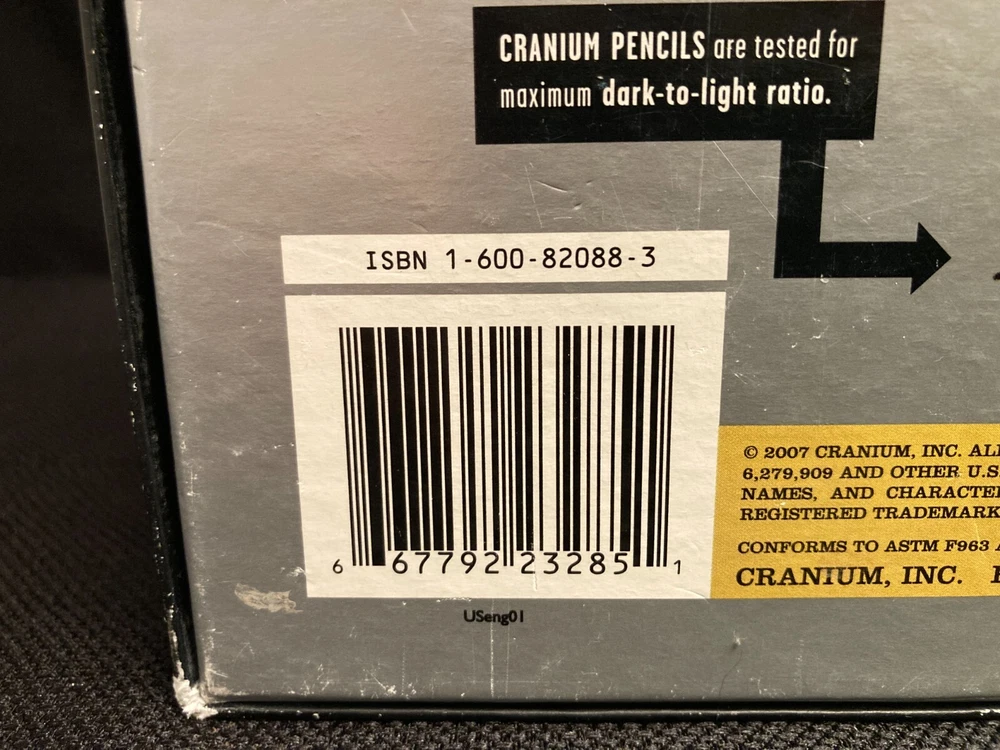 CRANIUM PENCILS are tested for
maximum dark-to-light ratio.
ISBN 1-600-82088-3
6 67792 23285 1
© 2007 CRANIUM, INC.
6,279,909 AND OTHER
NAMES, AND
REGISTERED
CONFORMS TO ASTM F963
CRANIUM, INC.
USeng01